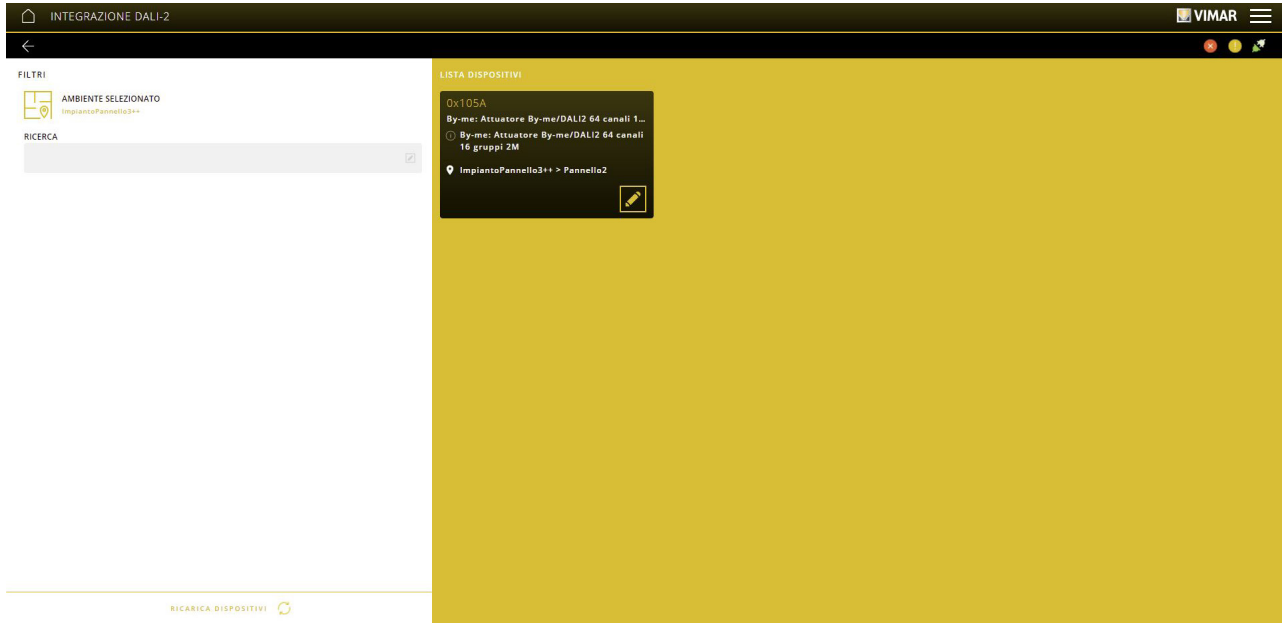 INTEGRAZIONE DALI-2
VIMAR
FILTRI
AMBIENTE SELEZIONATO
ImpiantoPannello3++
RICERCA
RICARICA DISPOSITIVI
LISTA DISPOSITIVI
0x105A
By-me: Attuatore By-me/DALI2 64 canali 1...
By-me: Attuatore By-me/DALI2 64 canali
16 gruppi 2M
ImpiantoPannello3++ > Pannello2